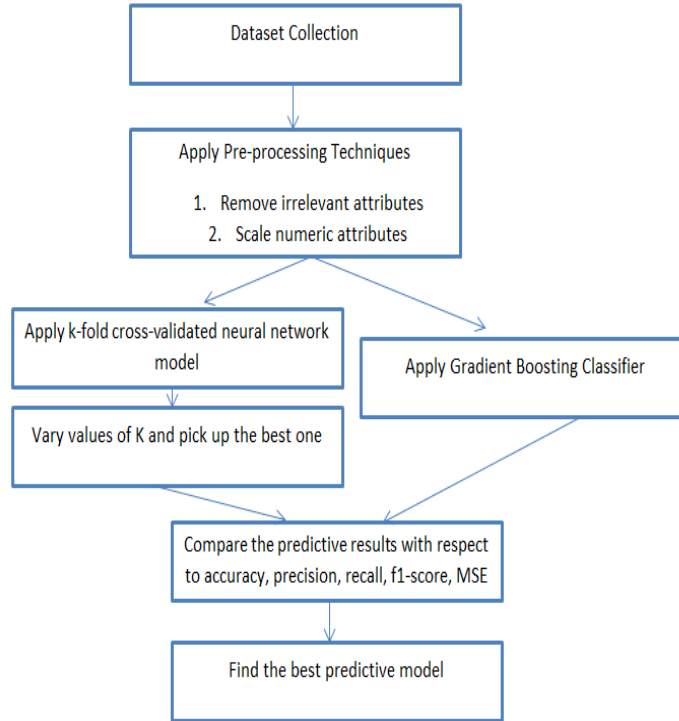 Dataset Collection
Apply Pre-processing Techniques
1. Remove irrelevant attributes
2. Scale numeric attributes
Apply k-fold cross-validated neural network
model
Vary values of K and pick up the best one
Apply Gradient Boosting Classifier
Compare the predictive results with respect
to accuracy, precision, recall, f1-score, MSE
Find the best predictive model